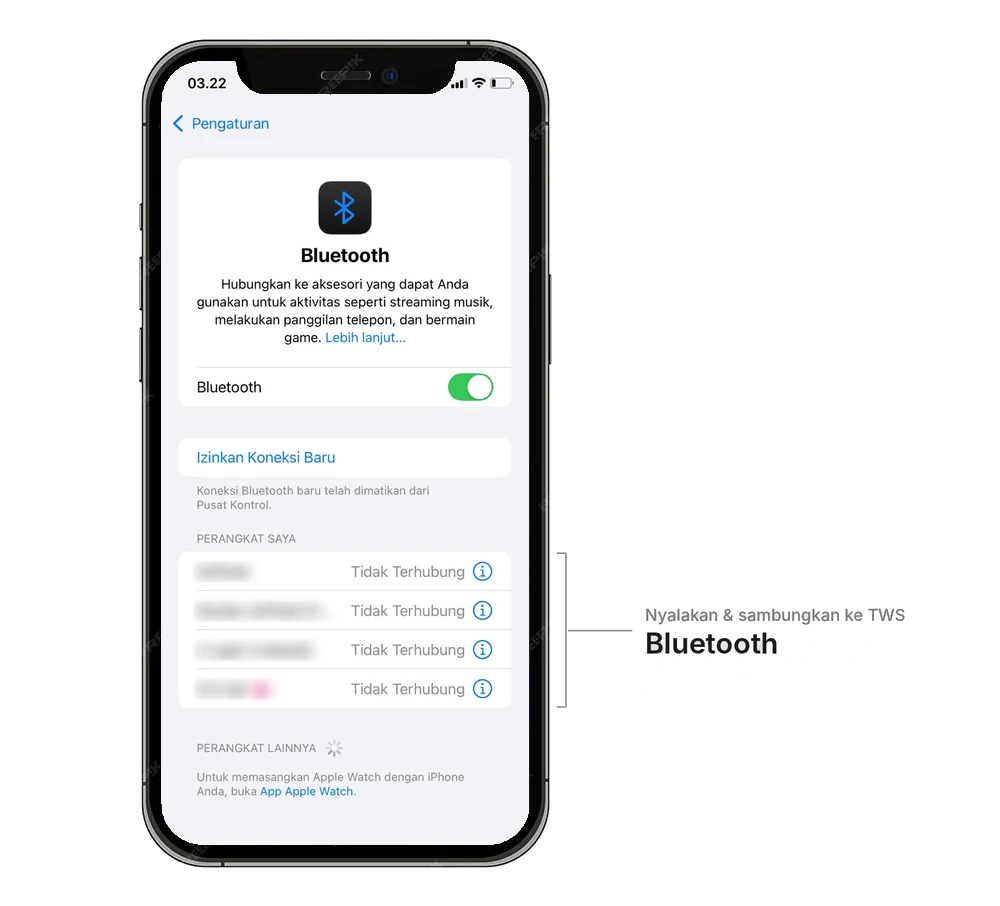 03.22
Pengaturan
Bluetooth
Hubungkan ke aksesori yang dapat Anda
gunakan untuk aktivitas seperti streaming musik,
melakukan panggilan telepon, dan bermain
game. Lebih lanjut...
Bluetooth
Izinkan Koneksi Baru
Koneksi Bluetooth baru telah dimatikan dari
Pusat Kontrol.
PERANGKAT SAYA
Tidak Terhubung
Tidak Terhubung
Tidak Terhubung
Tidak Terhubung
Nyalakan & sambungkan ke TWS
Bluetooth
PERANGKAT LAINNYA
Untuk memasangkan Apple Watch dengan iPhone
Anda, buka App Apple Watch.